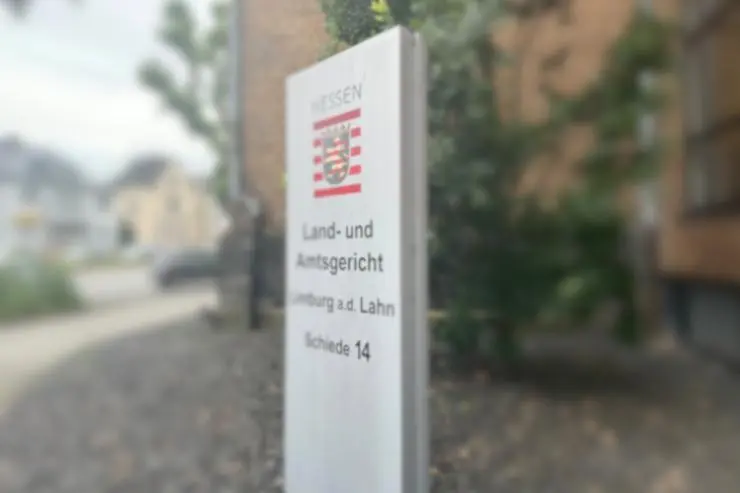 HESSEN
Land- und
Amtsgericht
Limburg a.d. Lahn
Schiede 14